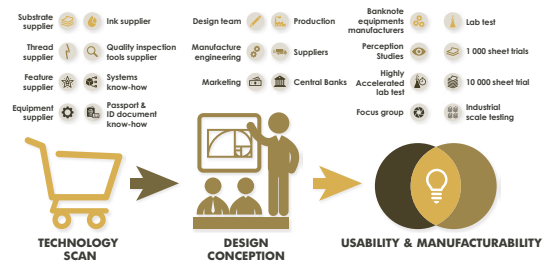 Substrate
supplier
Ink supplier
Thread
supplier
Quality inspection
tools supplier
Feature
supplier
Systems
know-how
Equipment
supplier
Passport &
ID document
know-how
Design team
Production
Manufacture
engineering
Suppliers
Marketing
Central Banks
Banknote
equipments
manufacturers
Lab test
Perception
Studies
1 000 sheet trials
Highly
Accelerated
lab test
10 000 sheet trial
Focus group
Industrial
scale testing
TECHNOLOGY
SCAN
DESIGN
CONCEPTION
USABILITY & MANUFACTURABILITY